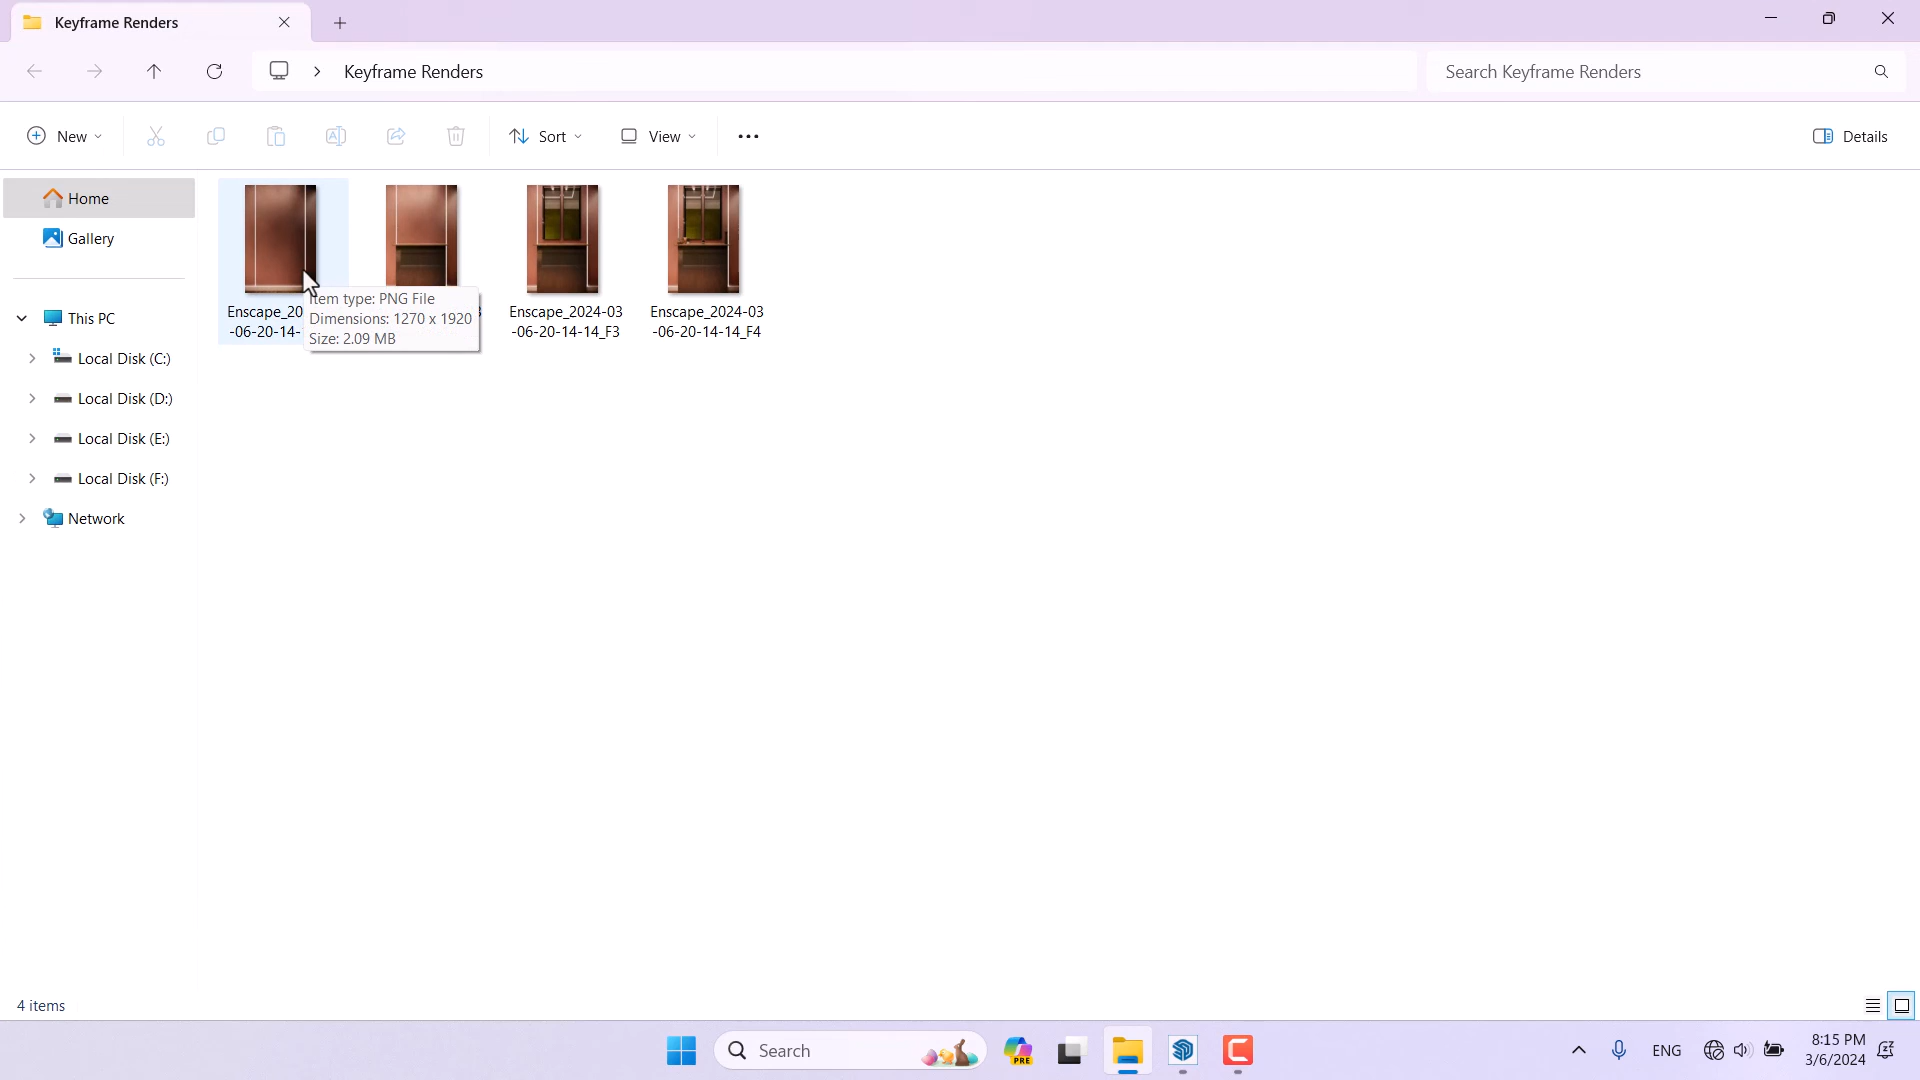 Keyframe Renders
Keyframe Renders
Search Keyframe Renders
New
Sort
View
Details
Home
Gallery
This PC
Local Disk (C:)
Local Disk (D:)
Local Disk (E:)
Local Disk (F:)
Network
Enscape_20
-06-20-14-
Item type: PNG File
Dimensions: 1270 x 1920
Size: 2.09 MB
Enscape_2024-03
-06-20-14-14_F3
Enscape_2024-03
-06-20-14-14_F4
4 items
Search
PRE
ENG
8:15 PM
3/6/2024